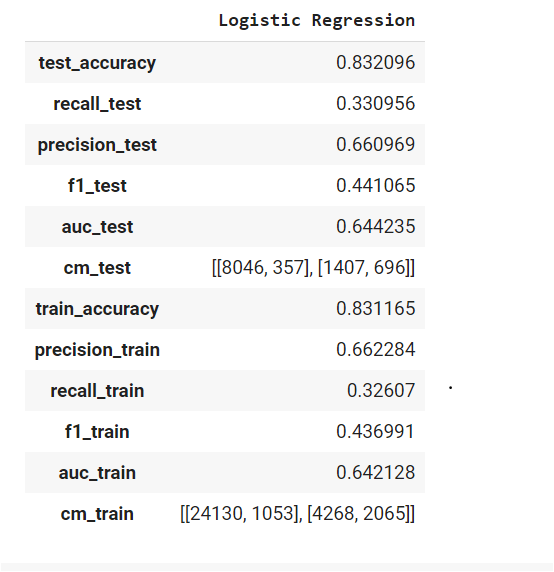 Logistic Regression
test_accuracy 0.832096
recall_test 0.330956
precision_test 0.660969
f1_test 0.441065
auc_test 0.644235
cm_test [[8046, 357], [1407, 696]]
train_accuracy 0.831165
precision_train 0.662284
recall_train 0.32607
f1_train 0.436991
auc_train 0.642128
cm_train [[24130, 1053], [4268, 2065]]